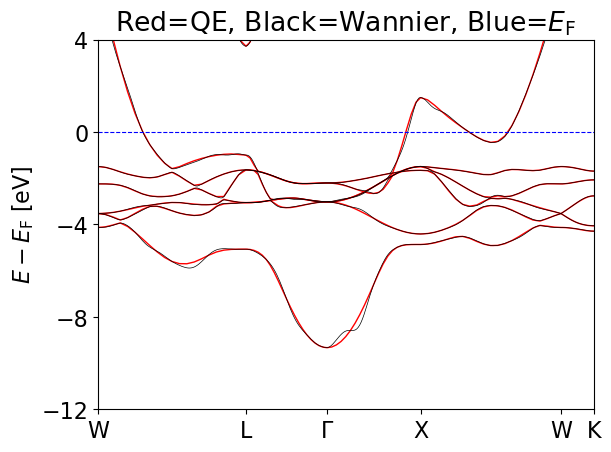 Red=QE, Black=Wannier, Blue=E_F
E − E_F [eV]
4
0
−4
−8
−12
W L Γ X W K